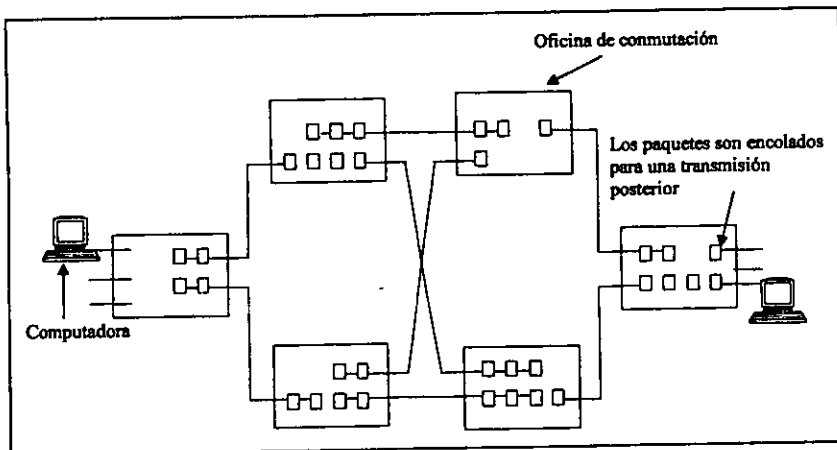 Oficina de conmutación
Los paquetes son encolados
para una transmisión
posterior
Computadora